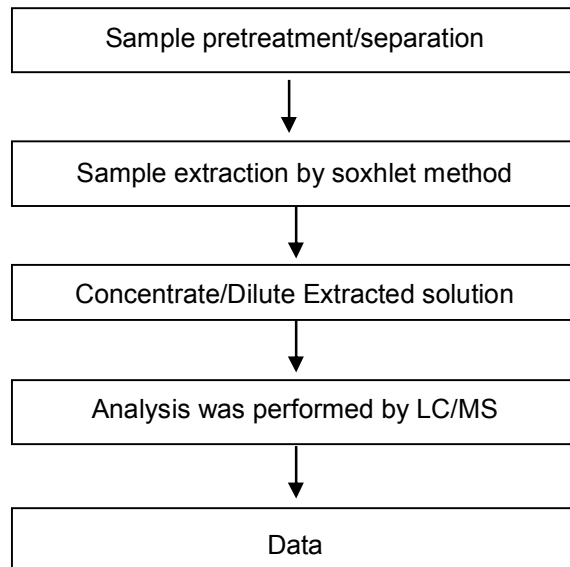 Sample pretreatment/separation
Sample extraction by soxhlet method
Concentrate/Dilute Extracted solution
Analysis was performed by LC/MS
Data